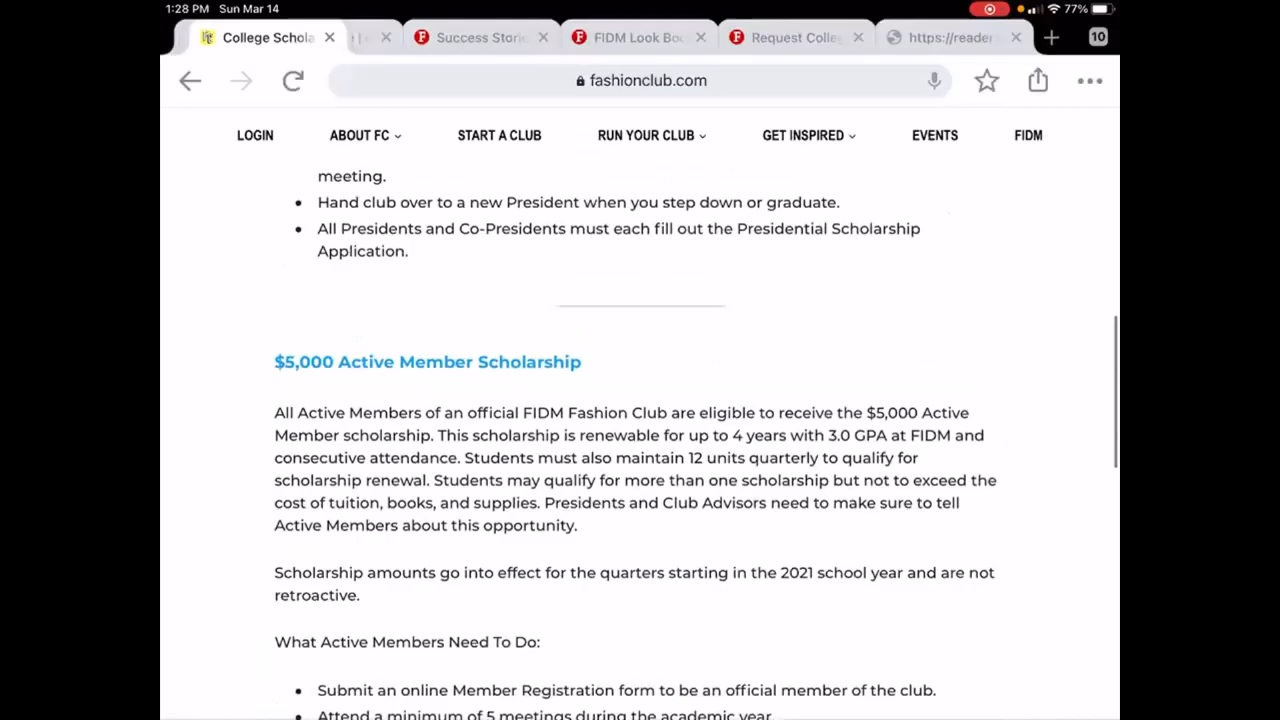 1:28 PM Sun Mar 14
77%
College Schola
Success Stori
FIDM Look Boo
Request Colle
https://reader
10
fashionclub.com
LOGIN ABOUT FC START A CLUB RUN YOUR CLUB GET INSPIRED EVENTS FIDM
meeting.
• Hand club over to a new President when you step down or graduate.
• All Presidents and Co-Presidents must each fill out the Presidential Scholarship
Application.
$5,000 Active Member Scholarship
All Active Members of an official FIDM Fashion Club are eligible to receive the $5,000 Active
Member scholarship. This scholarship is renewable for up to 4 years with 3.0 GPA at FIDM and
consecutive attendance. Students must also maintain 12 units quarterly to qualify for
scholarship renewal. Students may qualify for more than one scholarship but not to exceed the
cost of tuition, books, and supplies. Presidents and Club Advisors need to make sure to tell
Active Members about this opportunity.
Scholarship amounts go into effect for the quarters starting in the 2021 school year and are not
retroactive.
What Active Members Need To Do:
• Submit an online Member Registration form to be an official member of the club.
• Attend a minimum of 5 meetings during the academic year.